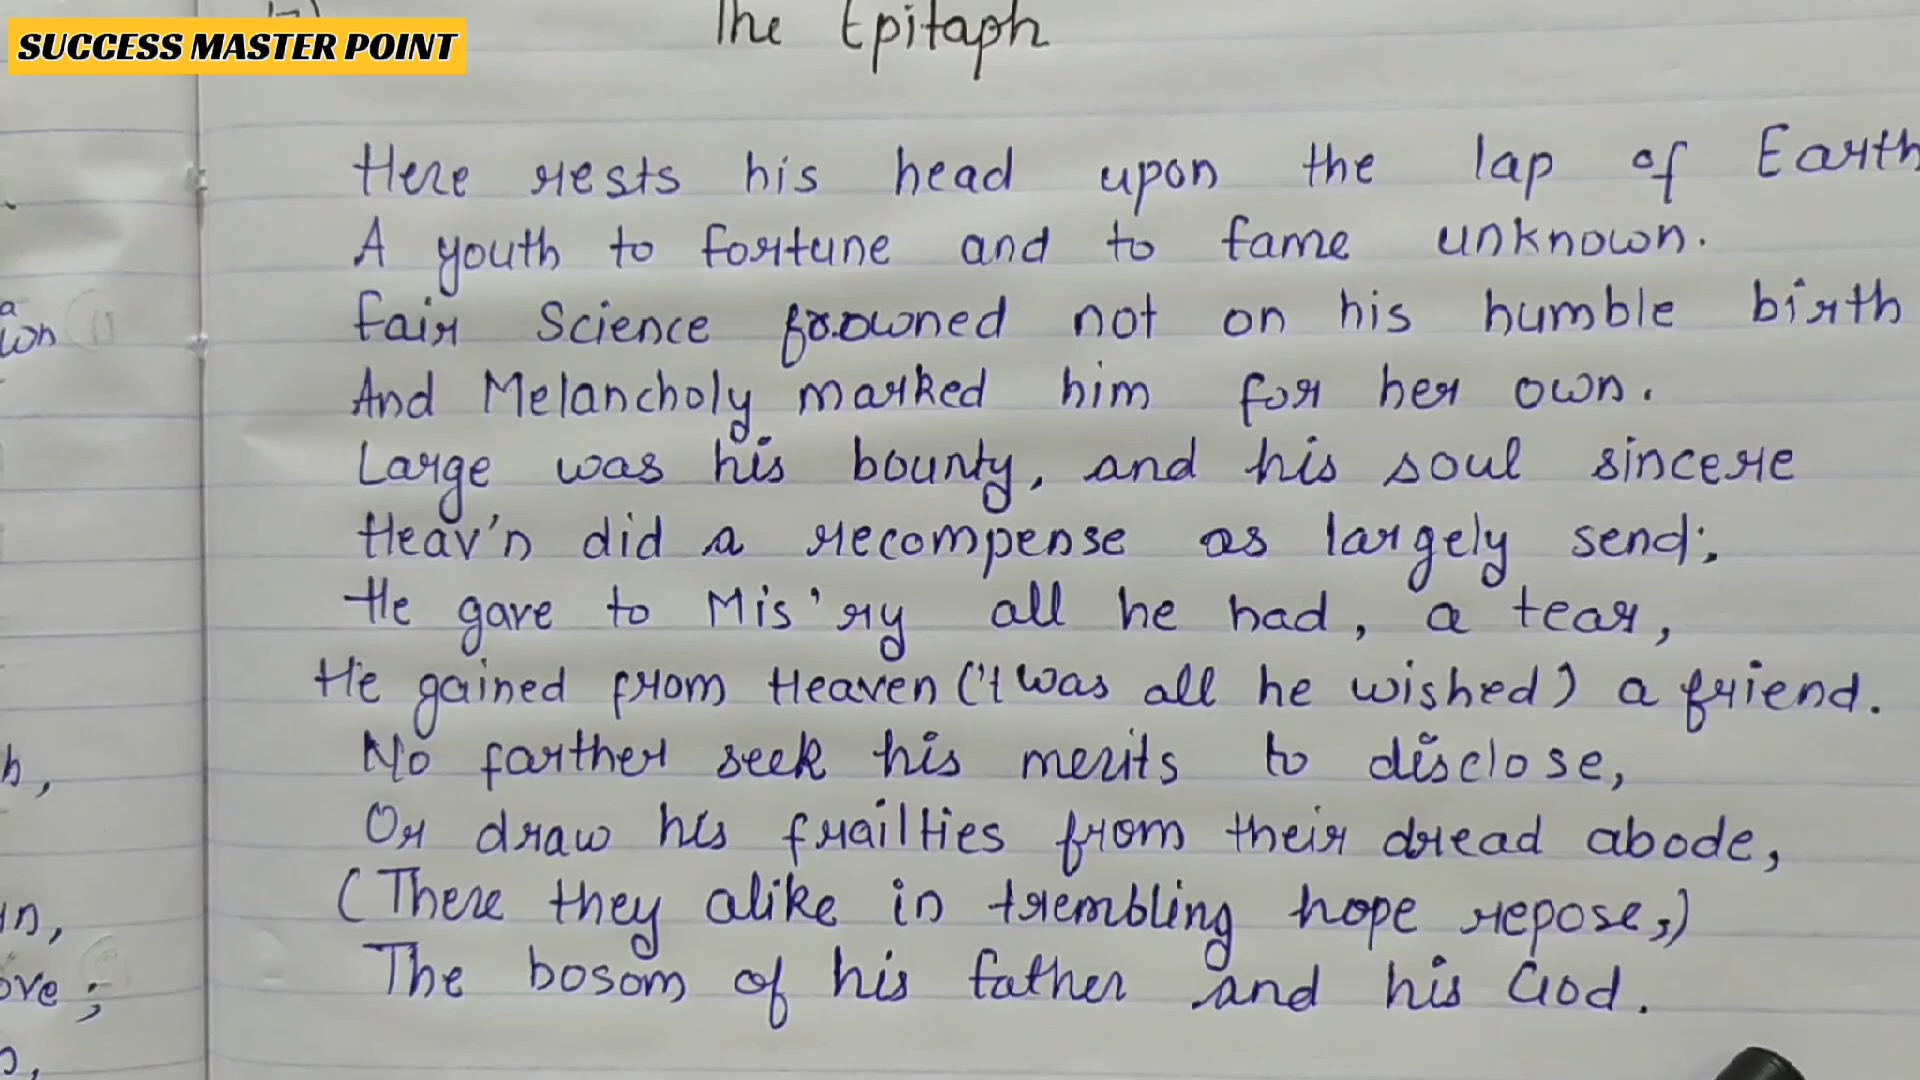 SUCCESS MASTER POINT
The Epitaph
Here rests his head upon the lap of Earth
A youth to fortune and to fame unknown.
Fair Science frowned not on his humble birth
And Melancholy marked him for her own.
Large was his bounty, and his soul sincere
Heav'n did a recompense as largely send;
He gave to Mis'ry all he had, a tear,
He gained from Heaven ('t was all he wished) a friend.
No farther seek his merits to disclose,
Or draw his frailties from their dread abode,
(There they alike in trembling hope repose,)
The bosom of his father and his God.